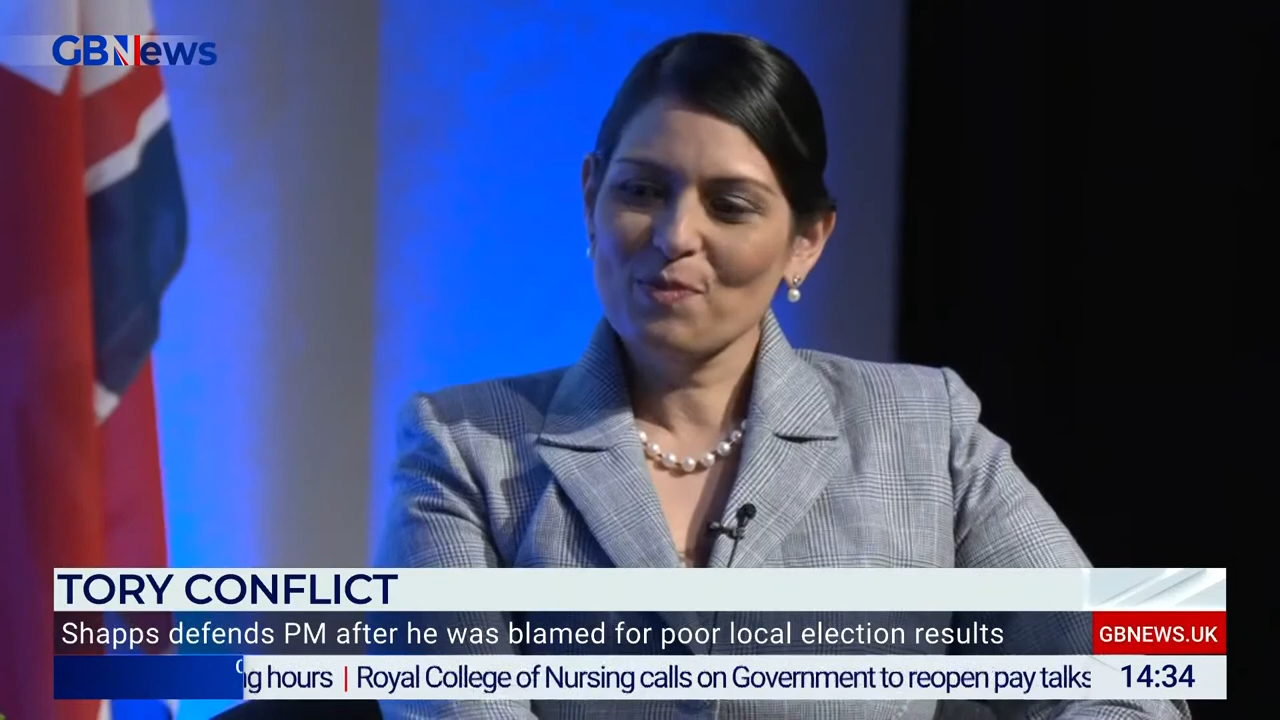 GBNews
TORY CONFLICT
Shapps defends PM after he was blamed for poor local election results
GBNEWS.UK
hours | Royal College of Nursing calls on Government to reopen pay talks
14:34